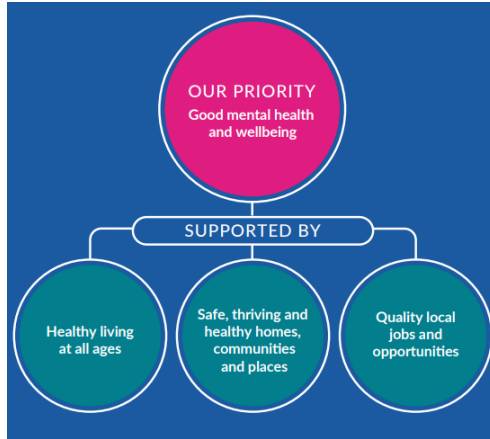 OUR PRIORITY
Good mental health
and wellbeing
SUPPORTED BY
Healthy living
at all ages
Safe, thriving and
healthy homes,
communities
and places
Quality local
jobs and
opportunities